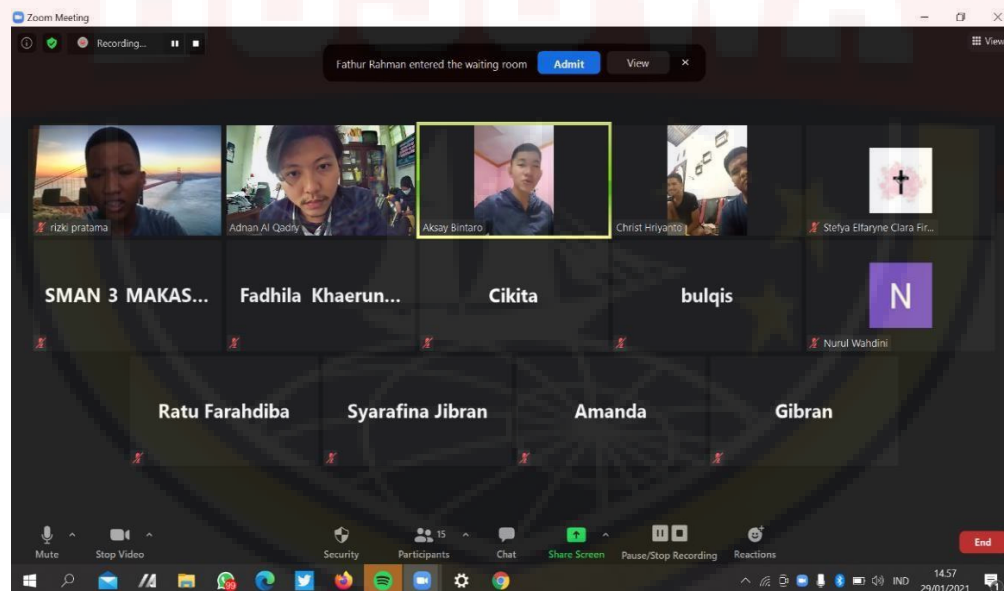 Zoom Meeting
Recording...
View
Fathur Rahman entered the waiting room Admit View
rizki pratama
Adnan Al Qadry
Aksay Bintaro
Christ Hriyanto
Stefya Elfaryne Clara Fir...
SMAN 3 MAKAS...
Fadhila Khaerun...
Cikita
bulqis
N
Nurul Wahdini
Ratu Farahdiba
Syarafina Jibran
Amanda
Gibran
Mute
Stop Video
Security
Participants 15
Chat
Share Screen
Pause/Stop Recording
Reactions
End
99
IND
14.57
29/01/2021
1